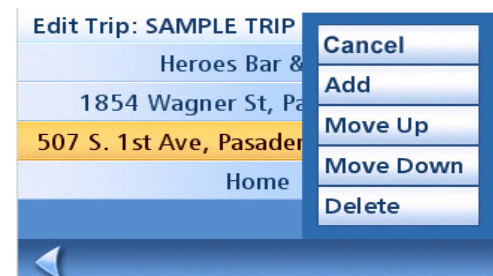 Edit Trip: SAMPLE TRIP
Heroes Bar &
1854 Wagner St, Pa
507 S. 1st Ave, Pasader
Home
Cancel
Add
Move Up
Move Down
Delete